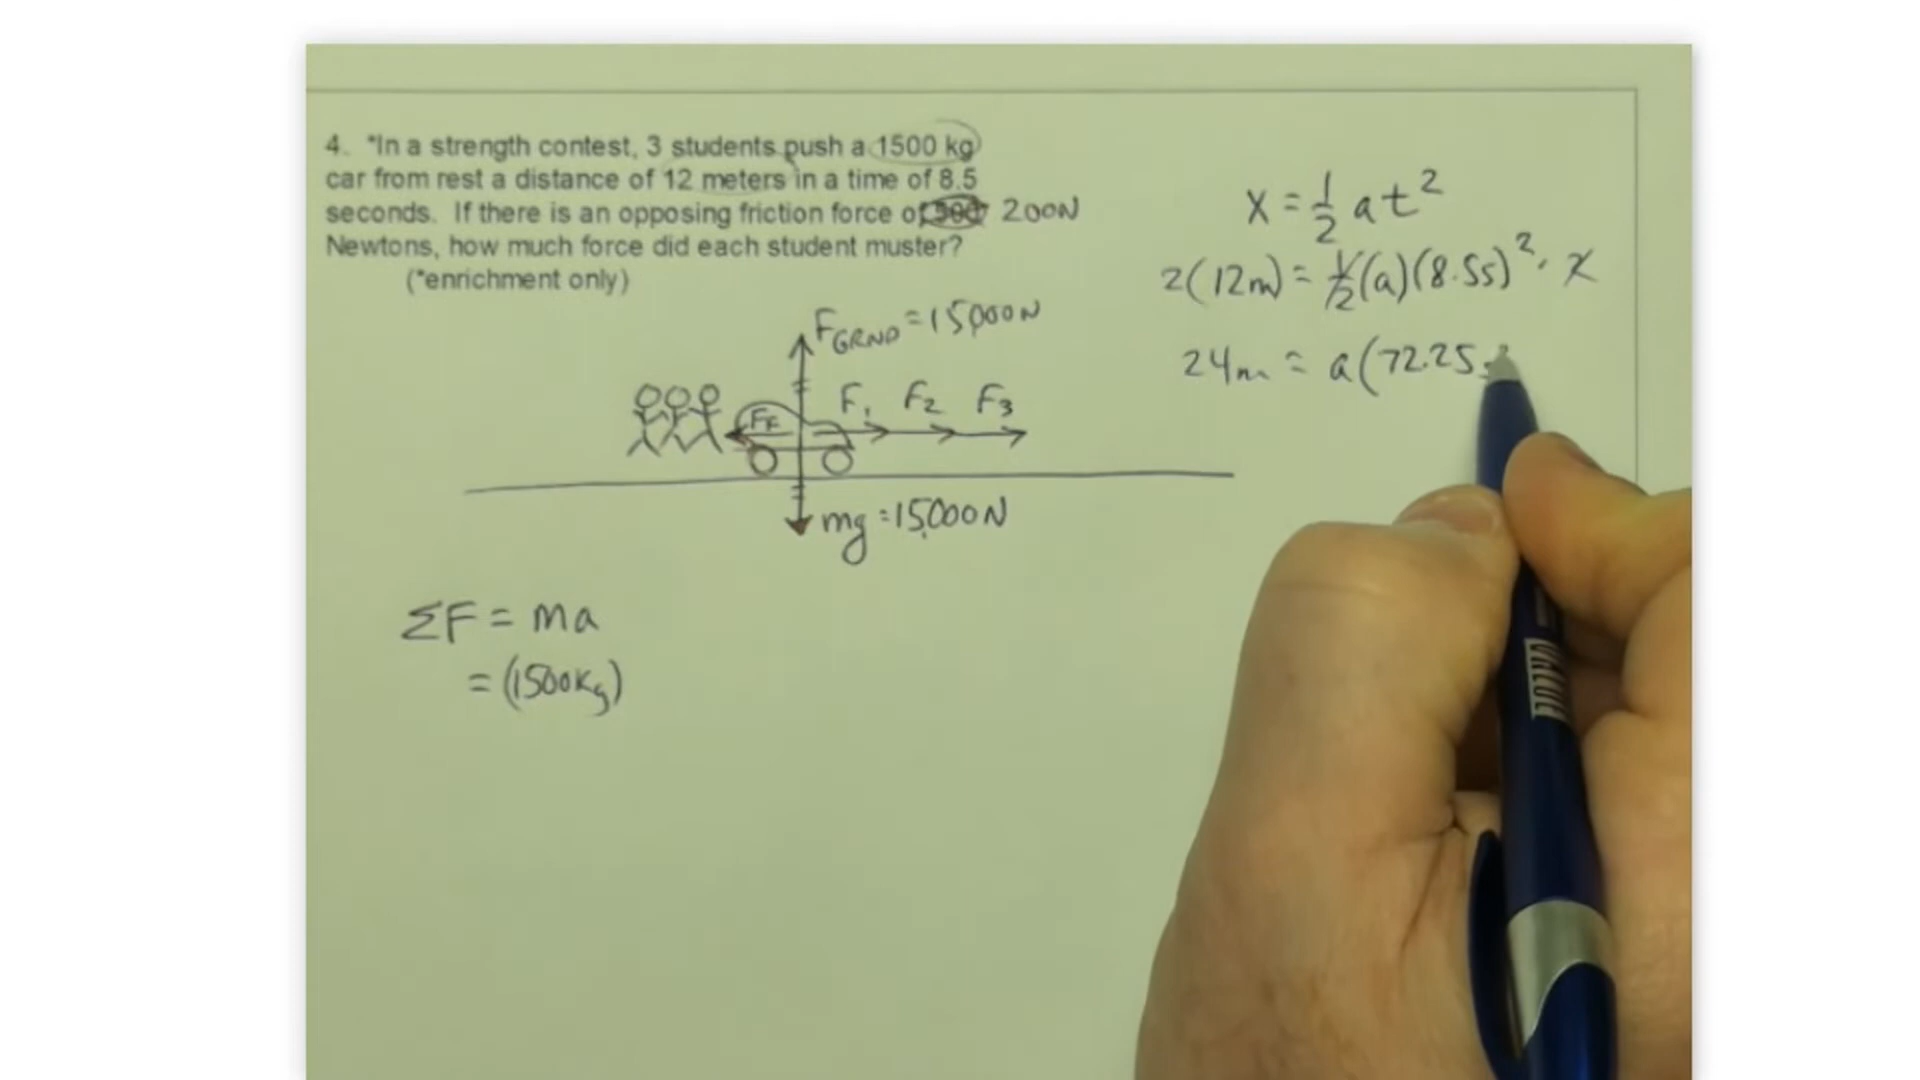 4. *In a strength contest, 3 students push a 1500 kg
car from rest a distance of 12 meters in a time of 8.5
seconds. If there is an opposing friction force of 200N
Newtons, how much force did each student muster?
(*enrichment only)
x = 1/2 at²
2(12m) = 1/2(a)(8.5s)² · 2
24m = a(72.25
F_GRND = 15,000N
F_F F₁ F₂ F₃
mg = 15,000N
ΣF = ma
= (1500Kg)